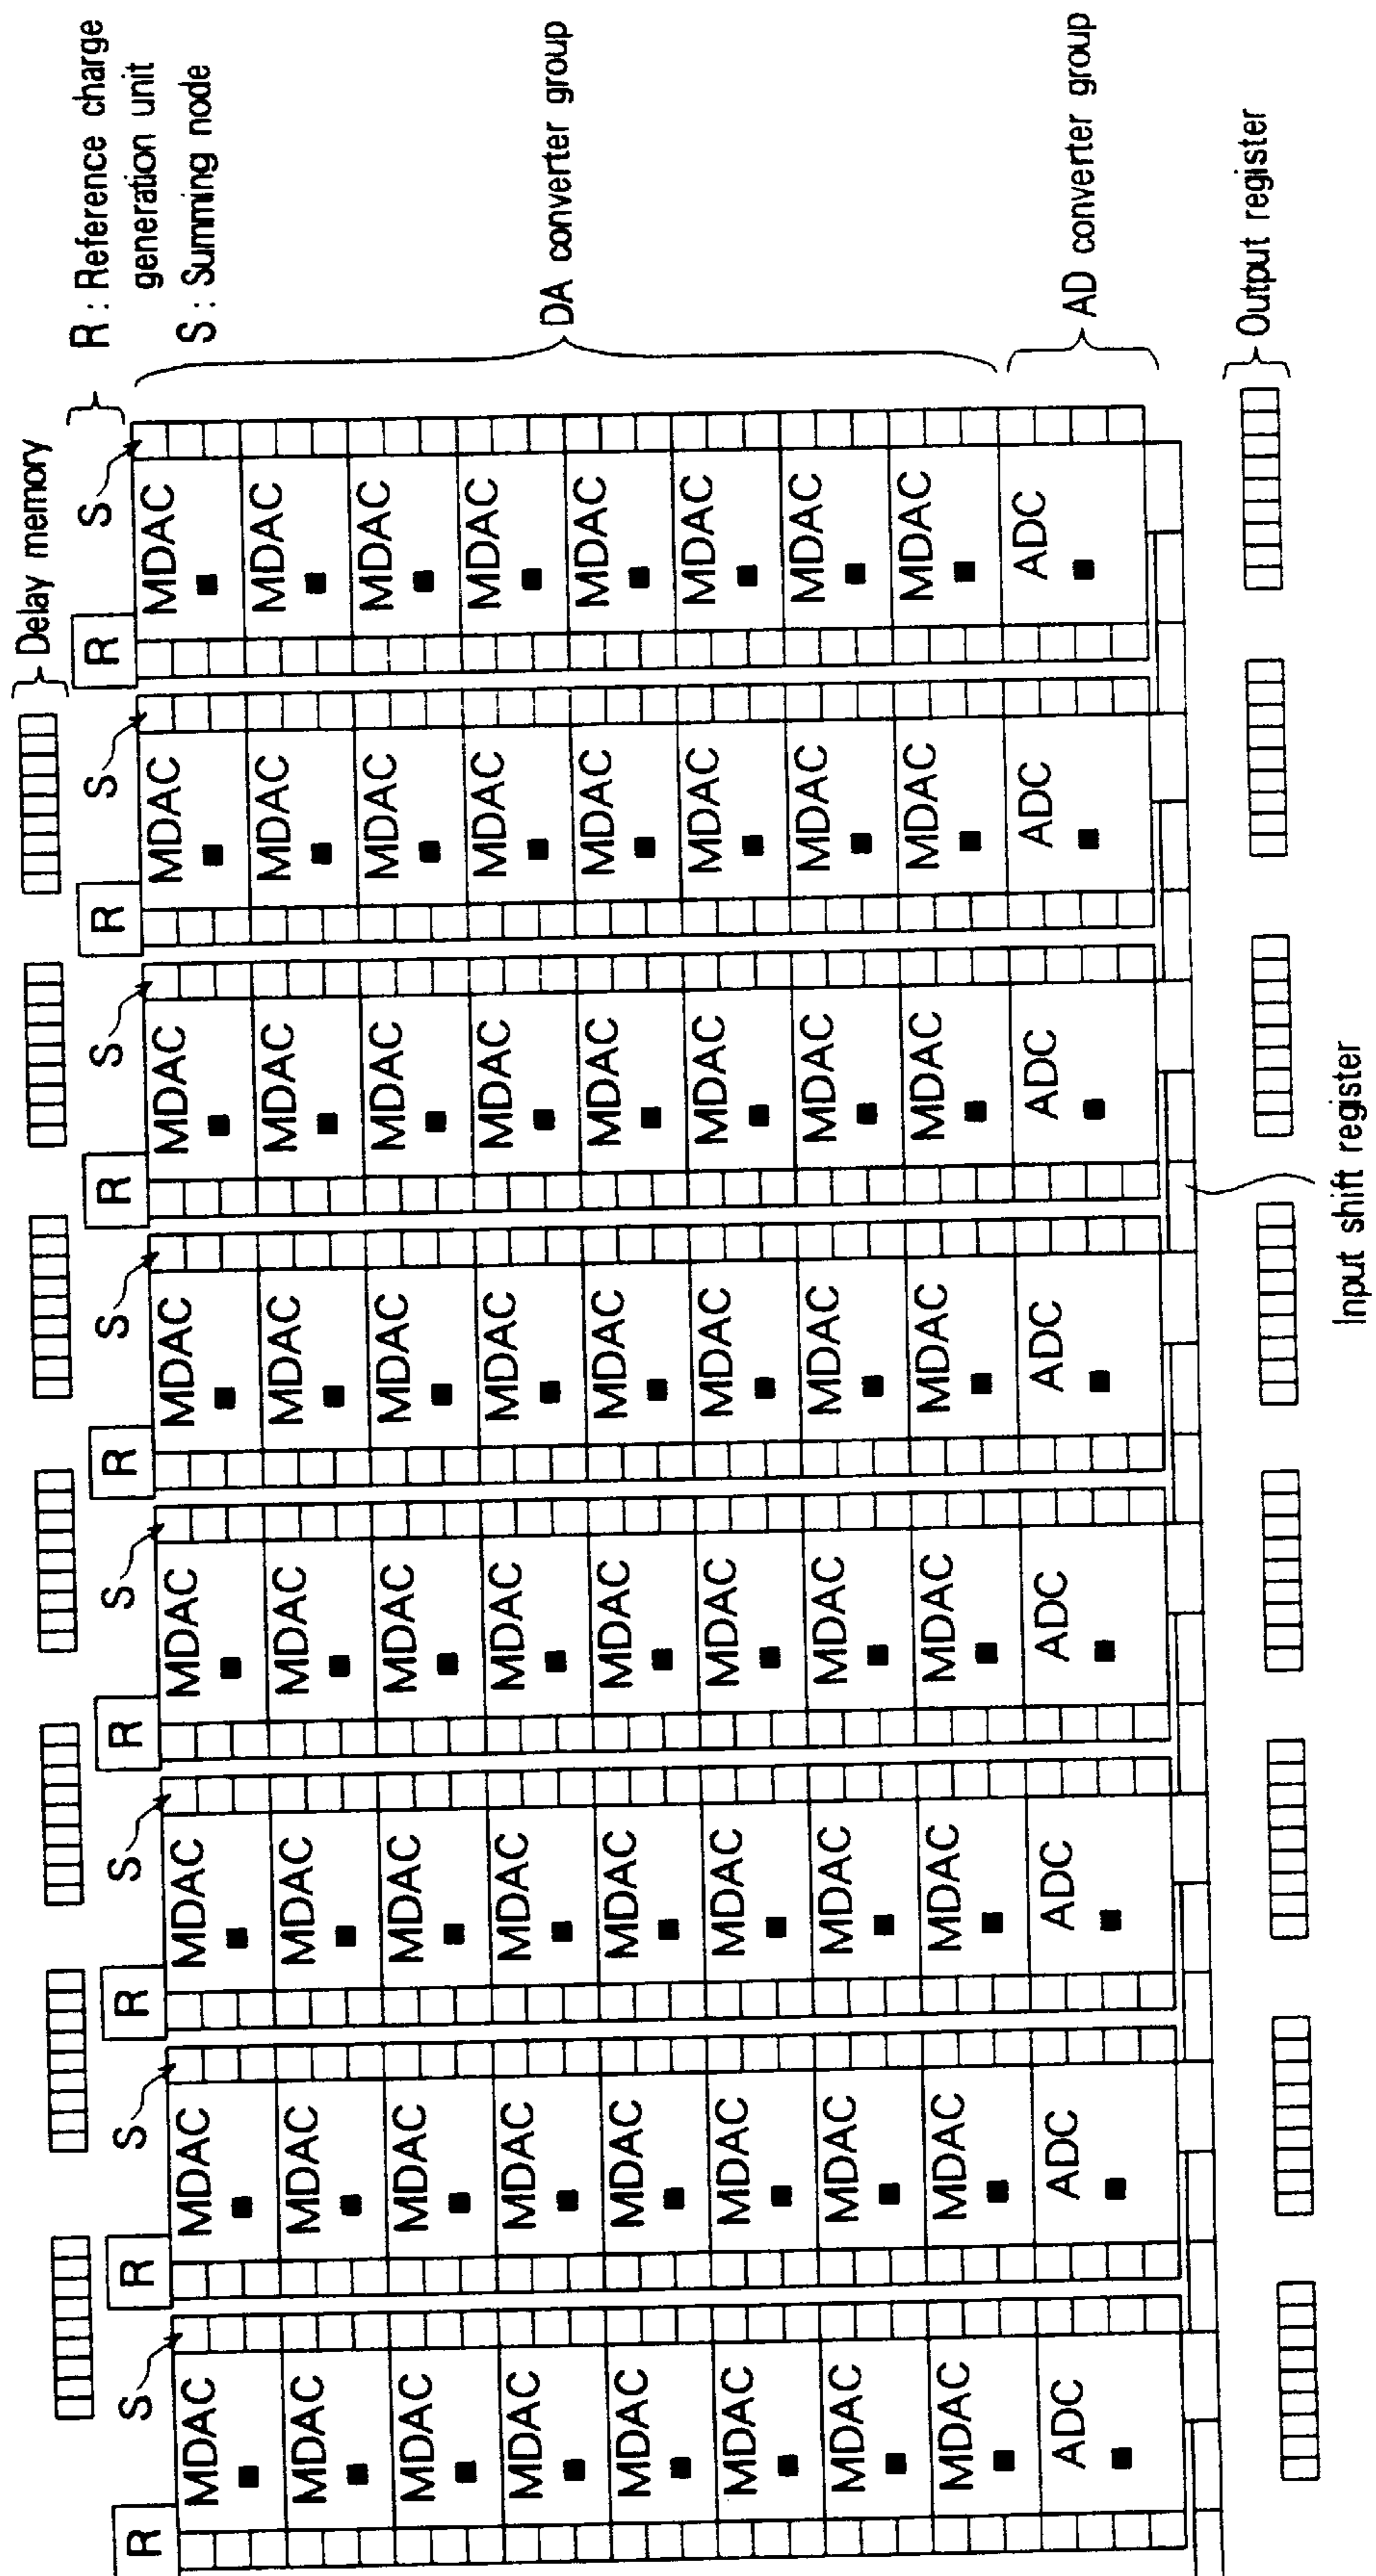 Delay memory
R : Reference charge
generation unit
S : Summing node
S S S S S S S S
R R R R R R R R
MDAC MDAC MDAC MDAC MDAC MDAC MDAC MDAC
MDAC MDAC MDAC MDAC MDAC MDAC MDAC MDAC
MDAC MDAC MDAC MDAC MDAC MDAC MDAC MDAC
MDAC MDAC MDAC MDAC MDAC MDAC MDAC MDAC
DA converter group
MDAC MDAC MDAC MDAC MDAC MDAC MDAC MDAC
MDAC MDAC MDAC MDAC MDAC MDAC MDAC MDAC
MDAC MDAC MDAC MDAC MDAC MDAC MDAC MDAC
MDAC MDAC MDAC MDAC MDAC MDAC MDAC MDAC
ADC ADC ADC ADC ADC ADC ADC ADC
AD converter group
Output register
Input shift register